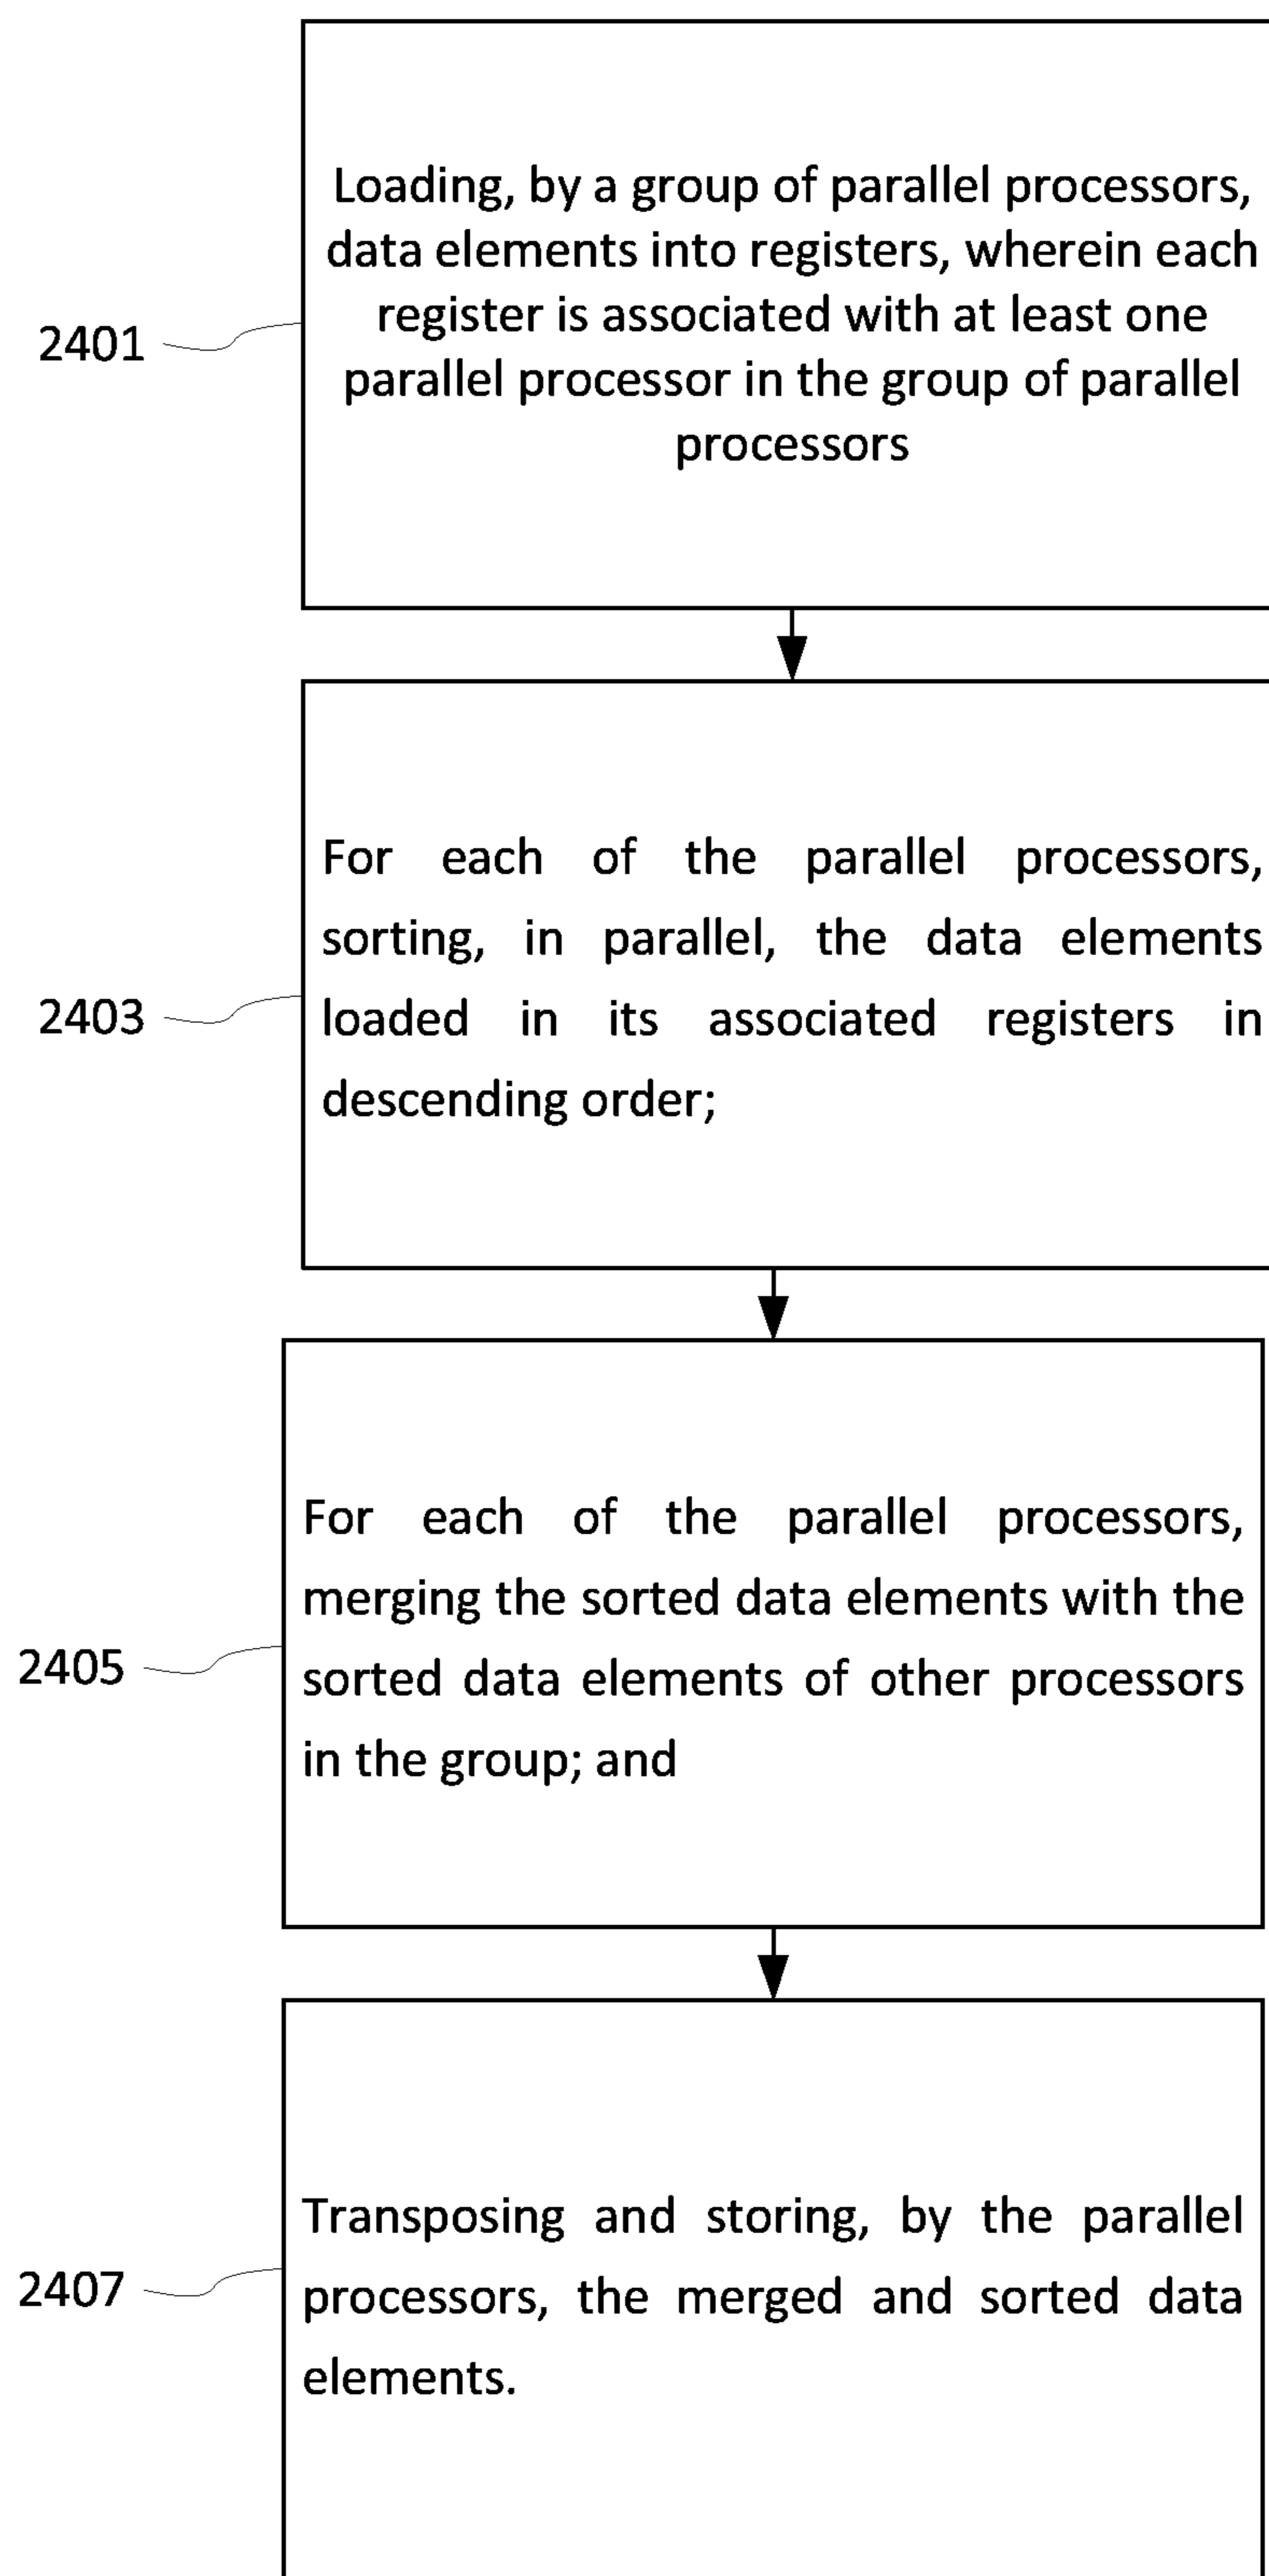 Loading, by a group of parallel processors,
data elements into registers, wherein each
register is associated with at least one
parallel processor in the group of parallel
processors
2401
For each of the parallel processors,
sorting, in parallel, the data elements
loaded in its associated registers in
descending order;
2403
For each of the parallel processors,
merging the sorted data elements with the
sorted data elements of other processors
in the group; and
2405
Transposing and storing, by the parallel
processors, the merged and sorted data
elements.
2407